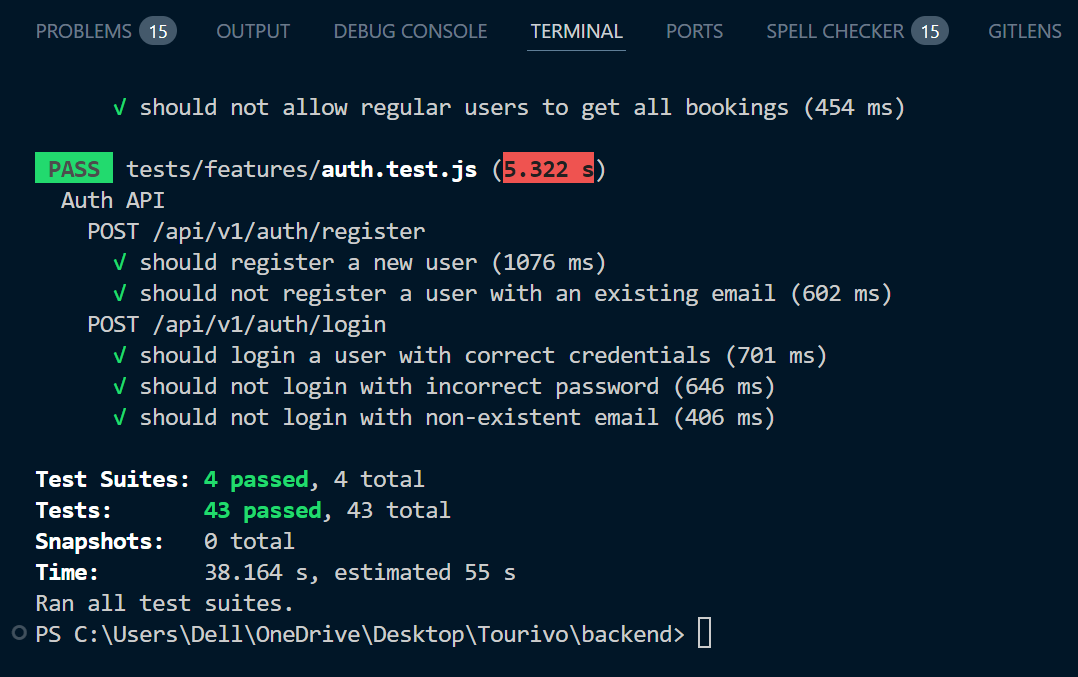 PROBLEMS 15 OUTPUT DEBUG CONSOLE TERMINAL PORTS SPELL CHECKER 15 GITLENS
√ should not allow regular users to get all bookings (454 ms)
PASS tests/features/auth.test.js (5.322 s)
Auth API
POST /api/v1/auth/register
√ should register a new user (1076 ms)
√ should not register a user with an existing email (602 ms)
POST /api/v1/auth/login
√ should login a user with correct credentials (701 ms)
√ should not login with incorrect password (646 ms)
√ should not login with non-existent email (406 ms)
Test Suites: 4 passed, 4 total
Tests: 43 passed, 43 total
Snapshots: 0 total
Time: 38.164 s, estimated 55 s
Ran all test suites.
PS C:\Users\Dell\OneDrive\Desktop\Tourivo\backend>